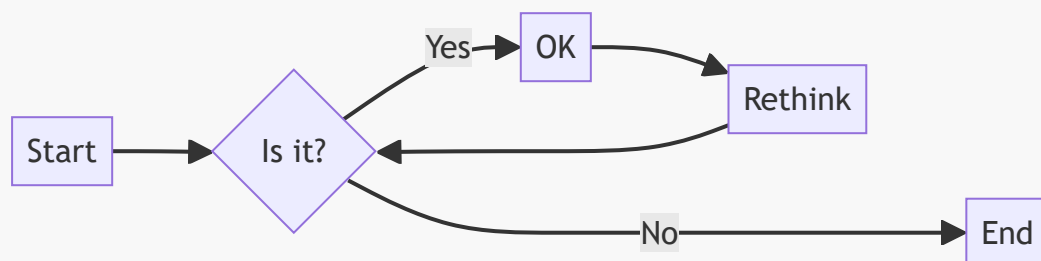 Start
Is it?
Yes
OK
Rethink
No
End